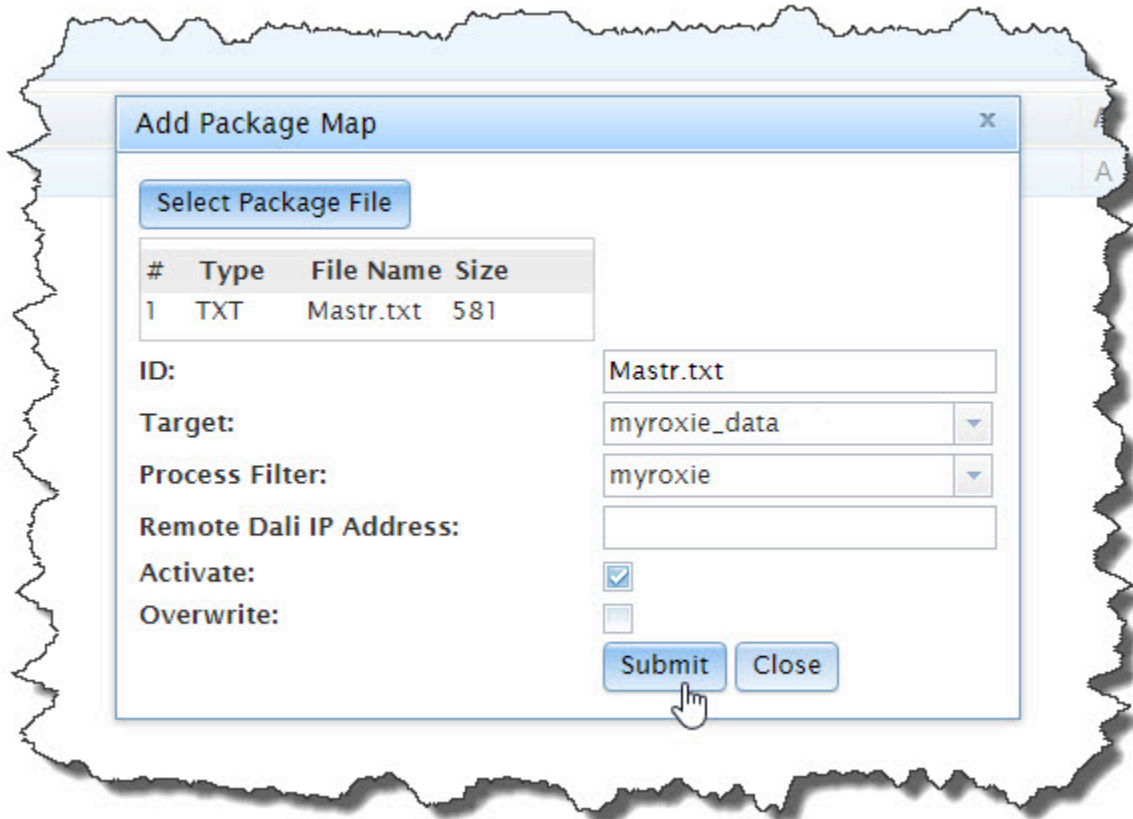 Add Package Map x
Select Package File
# Type File Name Size
1 TXT Mastr.txt 581
ID: Mastr.txt
Target: myroxie_data
Process Filter: myroxie
Remote Dali IP Address:
Activate:
Overwrite:
Submit Close
A